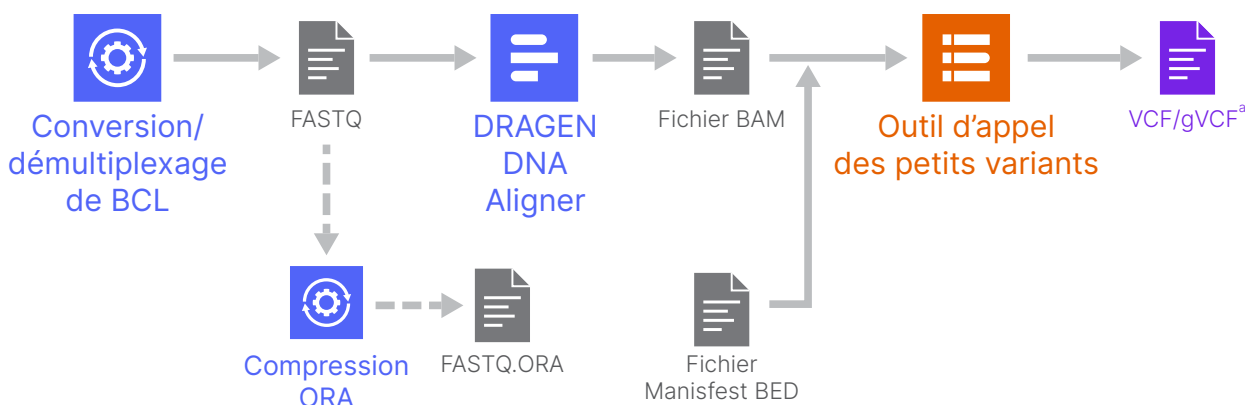 Conversion/
démultiplexage
de BCL
FASTQ
DRAGEN
DNA
Aligner
Fichier BAM
Outil d’appel
des petits variants
VCF/gVCFª
Compression
ORA
FASTQ.ORA
Fichier
Manisfest BED